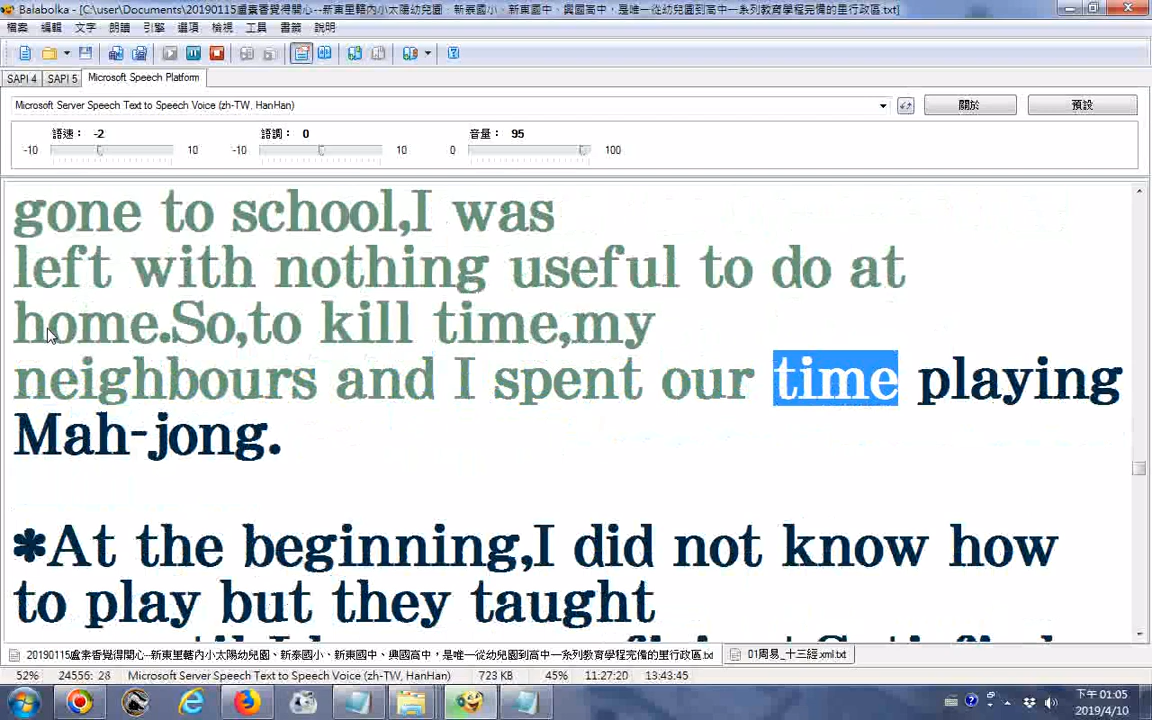 Balabolka - [C:\user\Documents\20190115盧素香覺得開心--新東里轄內小太陽幼兒園、新泰國小、新東國中、興國高中，是唯一從幼兒園到高中一系列教育學程完備的里行政區.txt]
檔案 編輯 文字 朗讀 引擎 選項 檢視 工具 書籤 說明
SAPI 4 SAPI 5 Microsoft Speech Platform
Microsoft Server Speech Text to Speech Voice (zh-TW, HanHan) 關於 預設
語速： -2 語調： 0 音量： 95
-10 10 -10 10 0 100
gone to school,I was
left with nothing useful to do at
home.So,to kill time,my
neighbours and I spent our time playing
Mah-jong.
*At the beginning,I did not know how
to play but they taught
20190115盧素香覺得開心--新東里轄內小太陽幼兒園、新泰國小、新東國中、興國高中，是唯一從幼兒園到高中一系列教育學程完備的里行政區.txt 01周易_十三經.xml.txt
52% 24556: 28 Microsoft Server Speech Text to Speech Voice (zh-TW, HanHan) 723 KB 45% 11:27:20 13:43:45
下午 01:05
2019/4/10